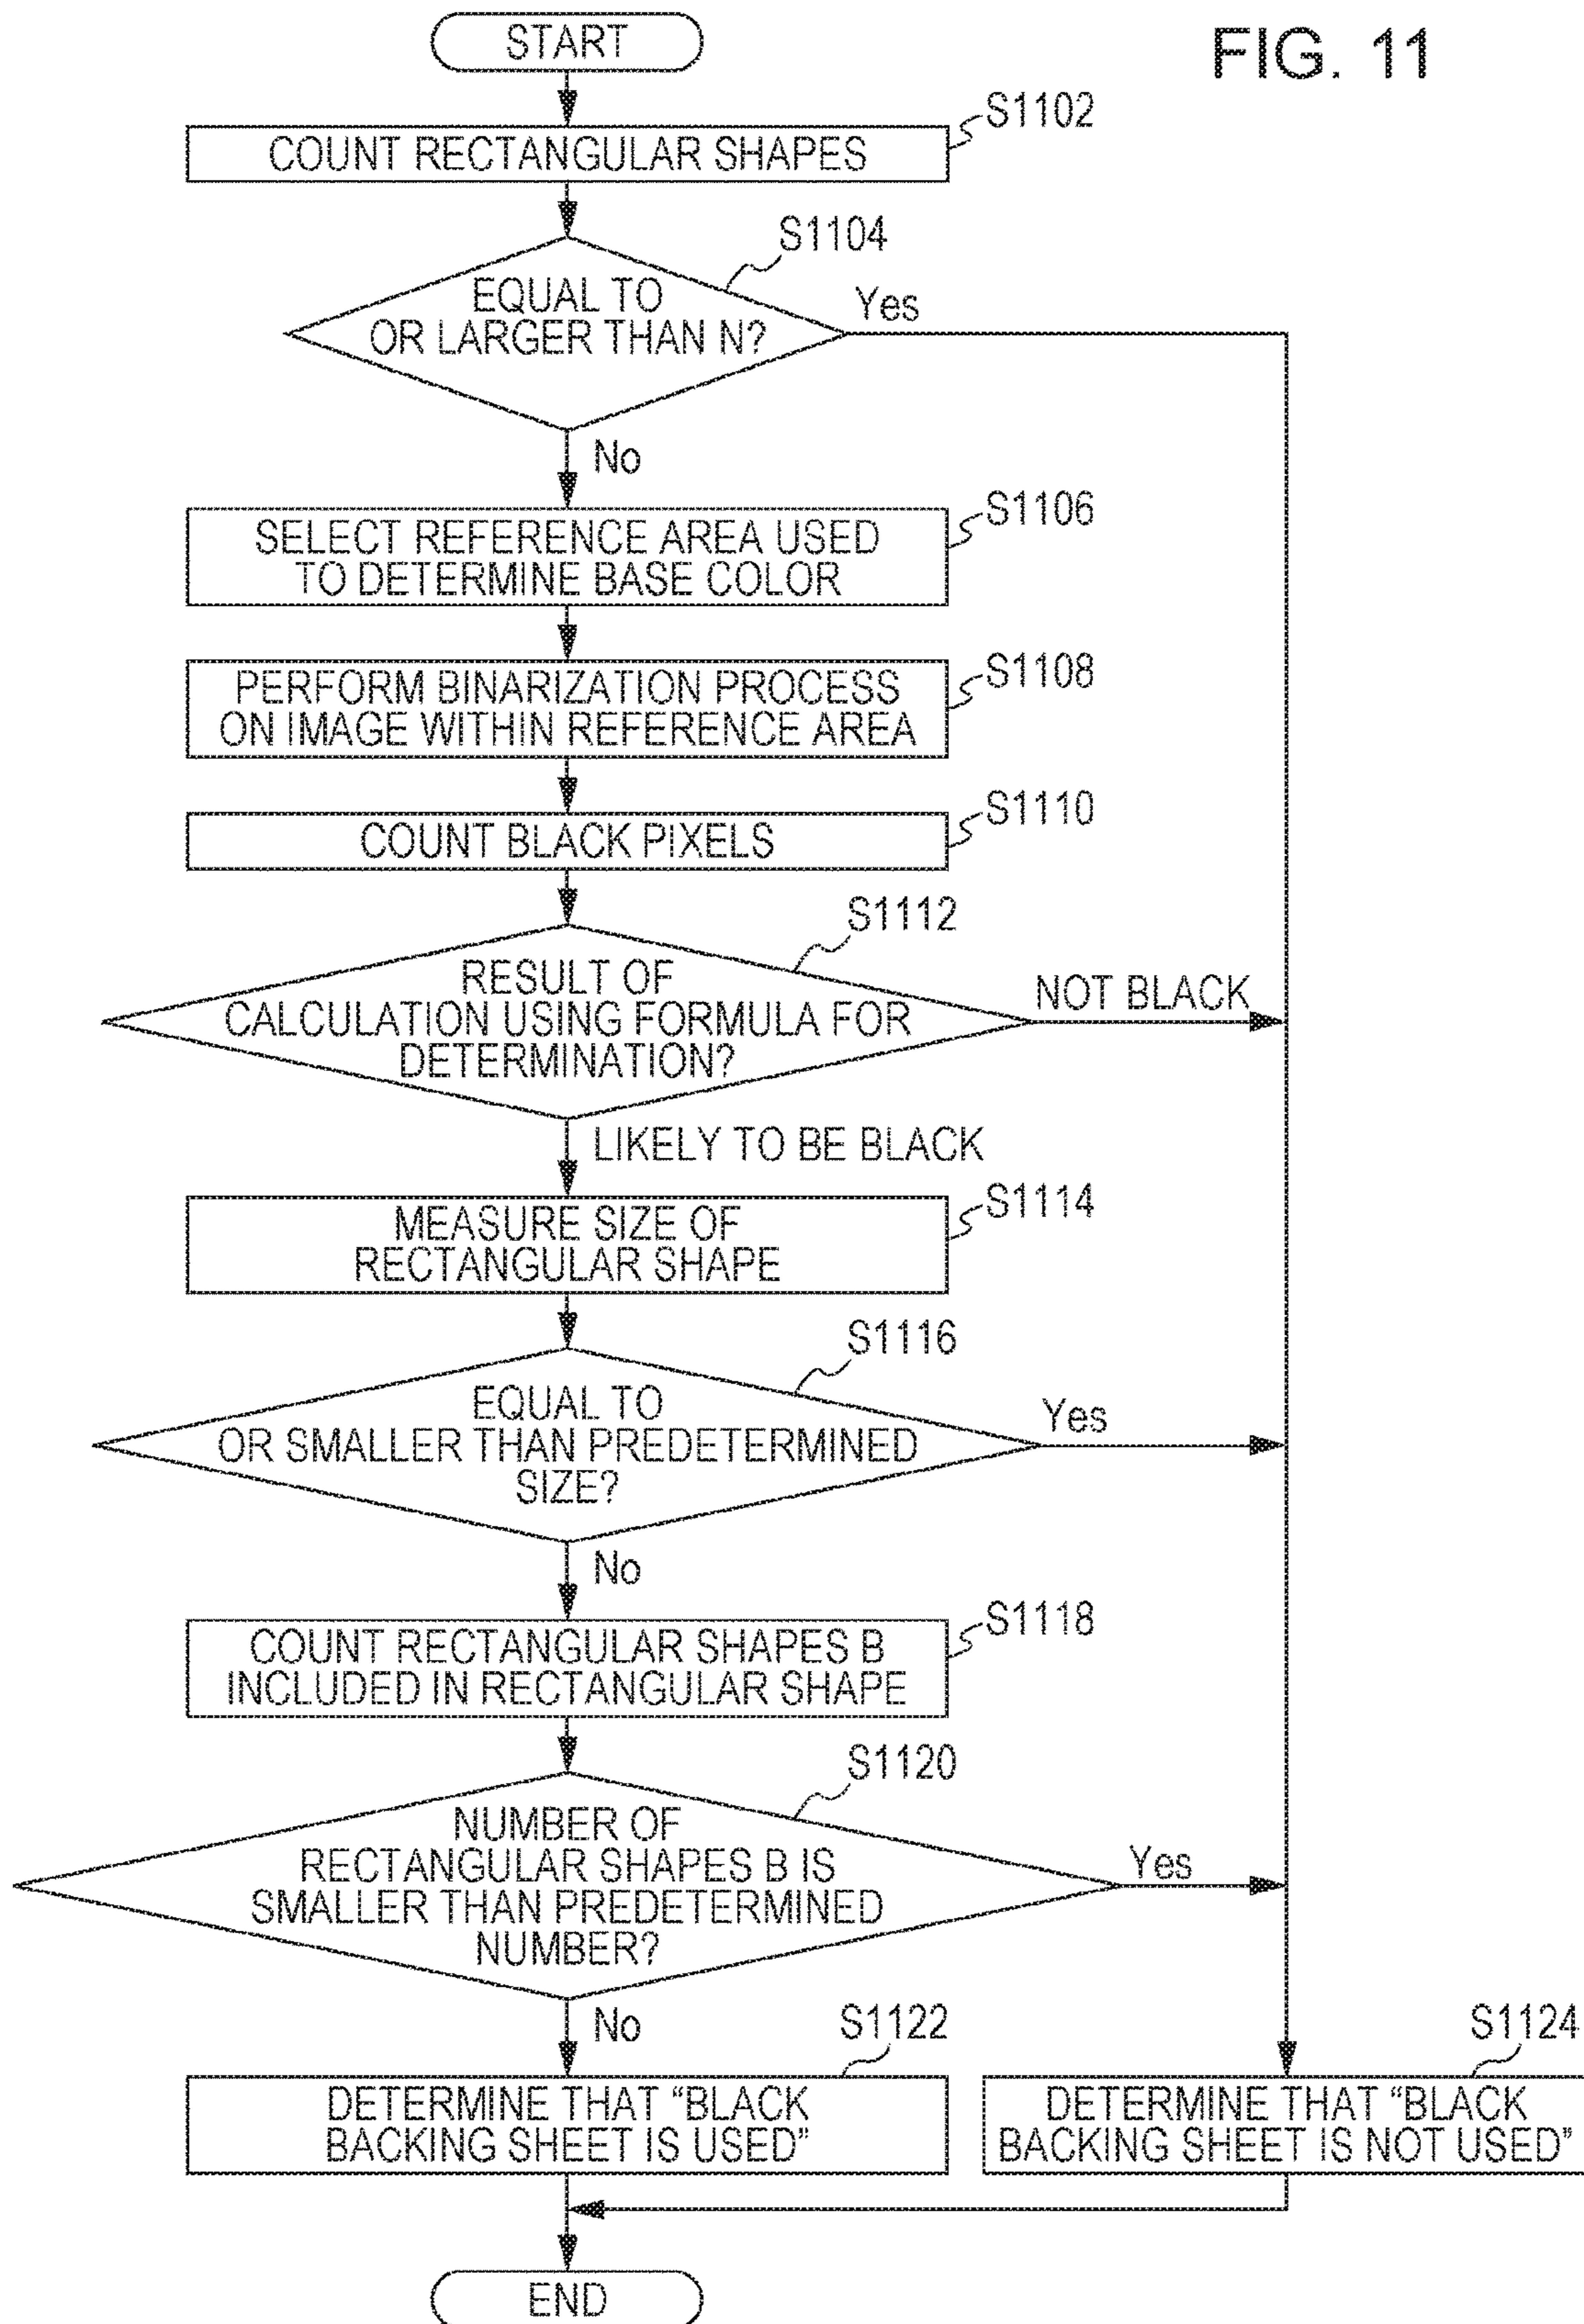 FIG. 11
START
S1102
COUNT RECTANGULAR SHAPES
S1104
EQUAL TO
OR LARGER THAN N?
Yes
No
S1106
SELECT REFERENCE AREA USED
TO DETERMINE BASE COLOR
S1108
PERFORM BINARIZATION PROCESS
ON IMAGE WITHIN REFERENCE AREA
S1110
COUNT BLACK PIXELS
S1112
RESULT OF
CALCULATION USING FORMULA FOR
DETERMINATION?
NOT BLACK
LIKELY TO BE BLACK
S1114
MEASURE SIZE OF
RECTANGULAR SHAPE
S1116
EQUAL TO
OR SMALLER THAN PREDETERMINED
SIZE?
Yes
No
S1118
COUNT RECTANGULAR SHAPES B
INCLUDED IN RECTANGULAR SHAPE
S1120
NUMBER OF
RECTANGULAR SHAPES B IS
SMALLER THAN PREDETERMINED
NUMBER?
Yes
No
S1122
DETERMINE THAT “BLACK
BACKING SHEET IS USED”
S1124
DETERMINE THAT “BLACK
BACKING SHEET IS NOT USED”
END